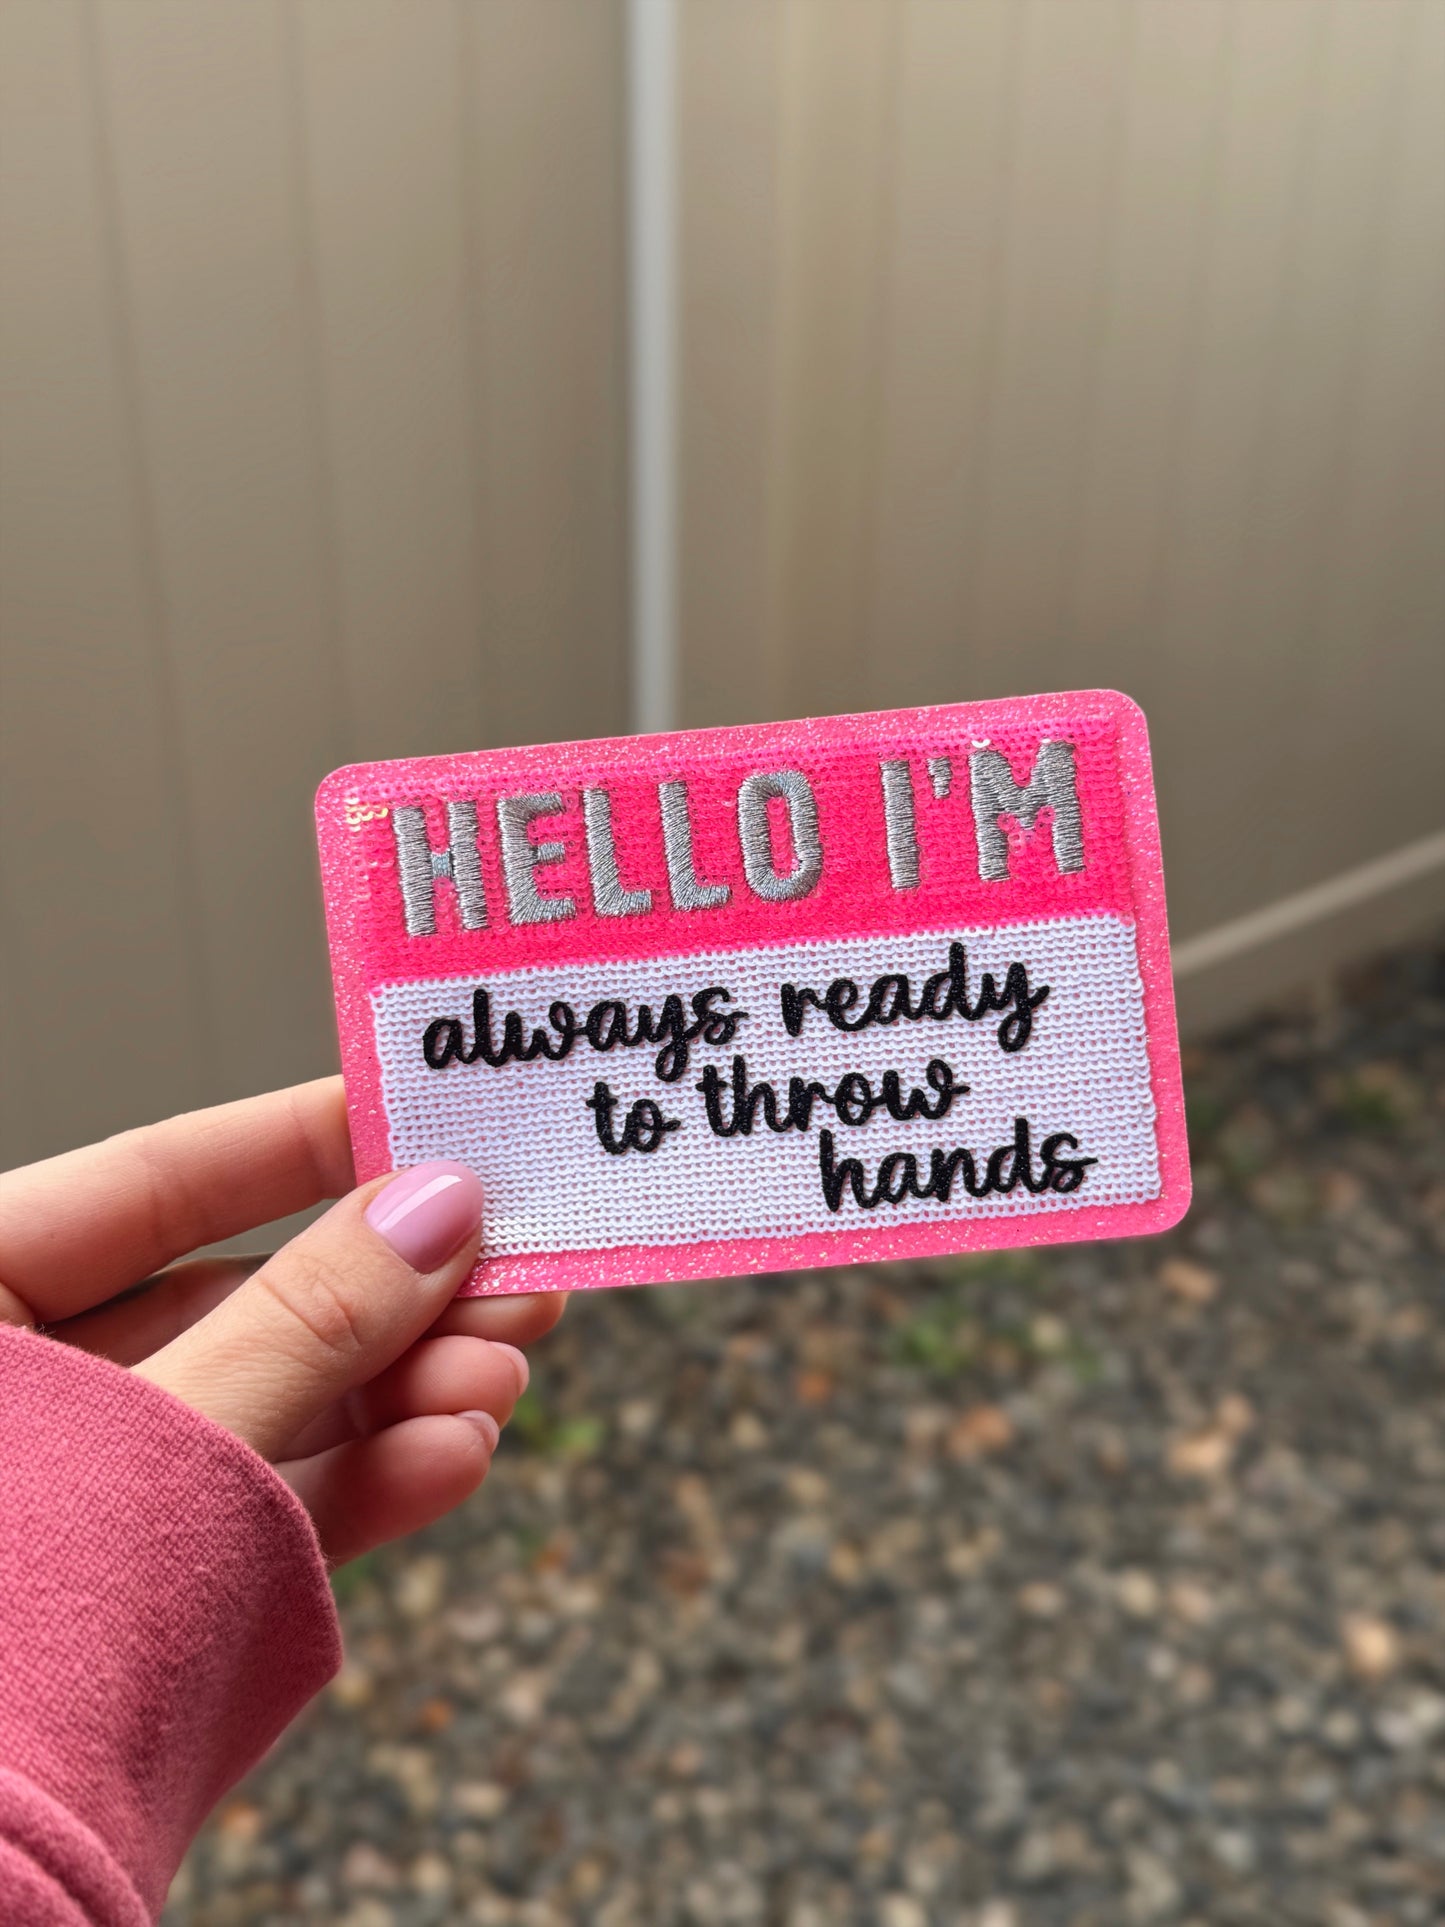 HELLO I'M
always ready
to throw
hands